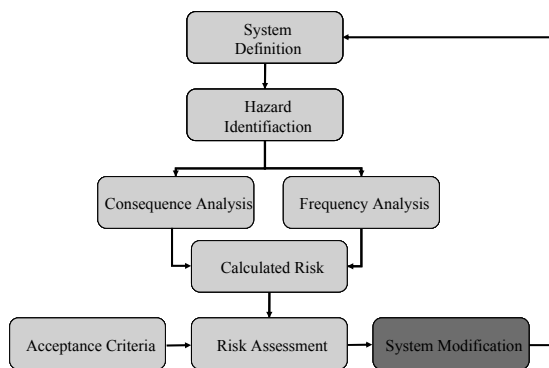 System
Definition
Hazard
Identifiaction
Consequence Analysis
Frequency Analysis
Calculated Risk
Acceptance Criteria
Risk Assessment
System Modification